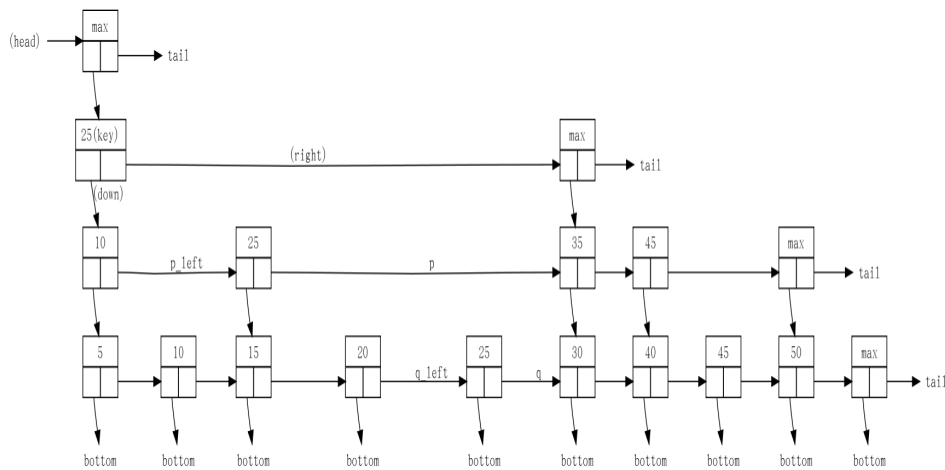 max
(head)
tail
25(key)
max
(right)
tail
(down)
10
25
35
45
max
p_left
p
tail
5
10
15
20
25
30
40
45
50
max
q_left
q
tail
bottom
bottom
bottom
bottom
bottom
bottom
bottom
bottom
bottom
bottom